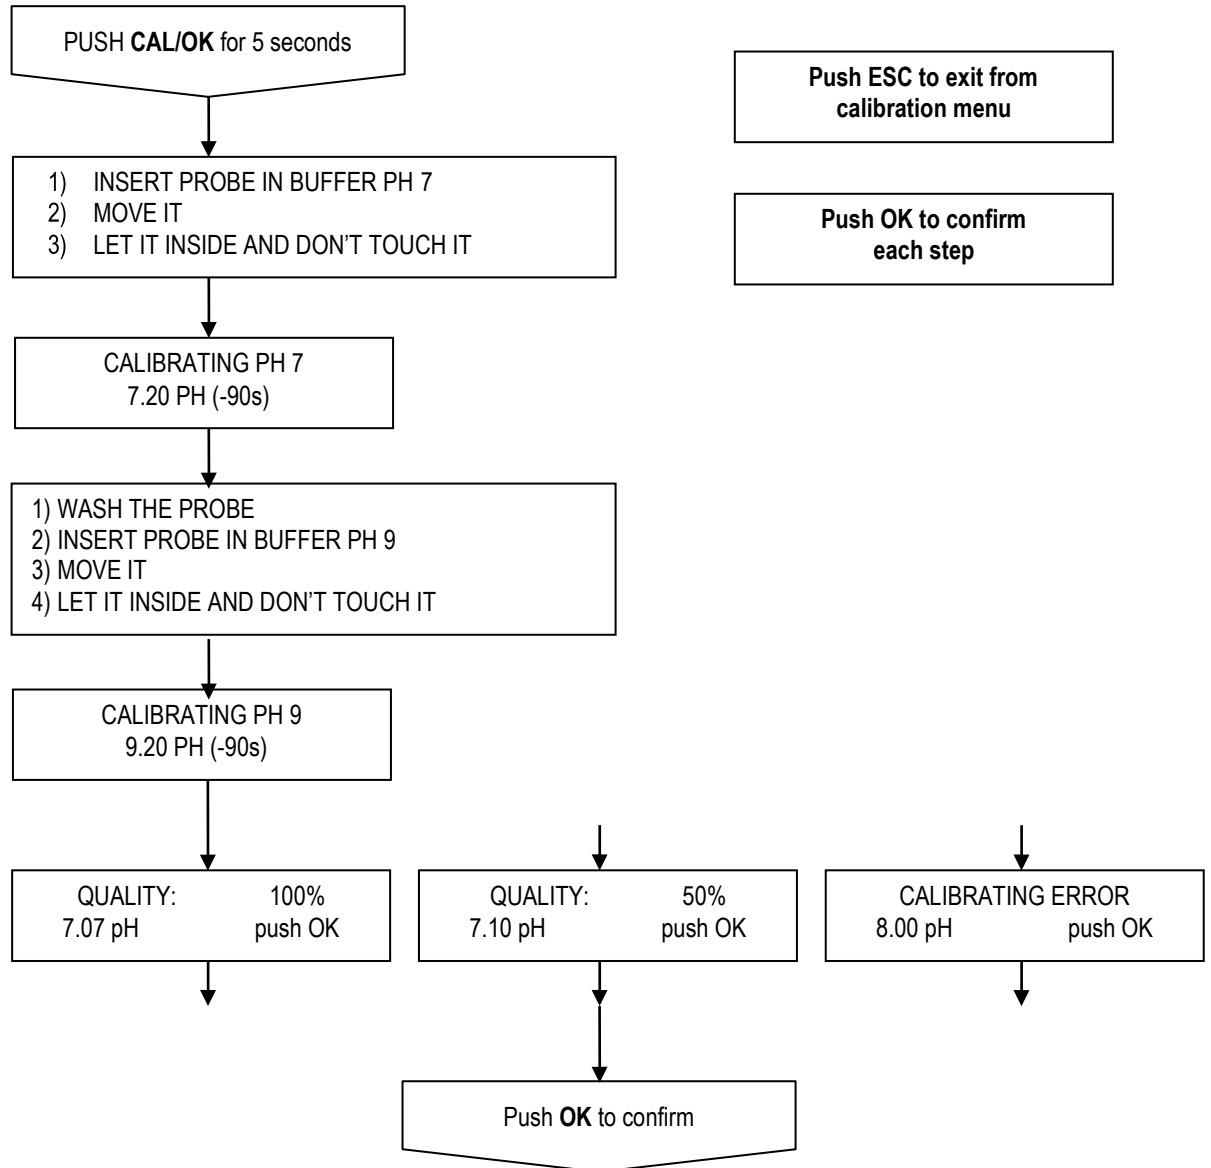 PUSH CAL/OK for 5 seconds
Push ESC to exit from
calibration menu
1) INSERT PROBE IN BUFFER PH 7
2) MOVE IT
3) LET IT INSIDE AND DON'T TOUCH IT
Push OK to confirm
each step
CALIBRATING PH 7
7.20 PH (-90s)
1) WASH THE PROBE
2) INSERT PROBE IN BUFFER PH 9
3) MOVE IT
4) LET IT INSIDE AND DON'T TOUCH IT
CALIBRATING PH 9
9.20 PH (-90s)
QUALITY: 100%
7.07 pH push OK
QUALITY: 50%
7.10 pH push OK
CALIBRATING ERROR
8.00 pH push OK
Push OK to confirm